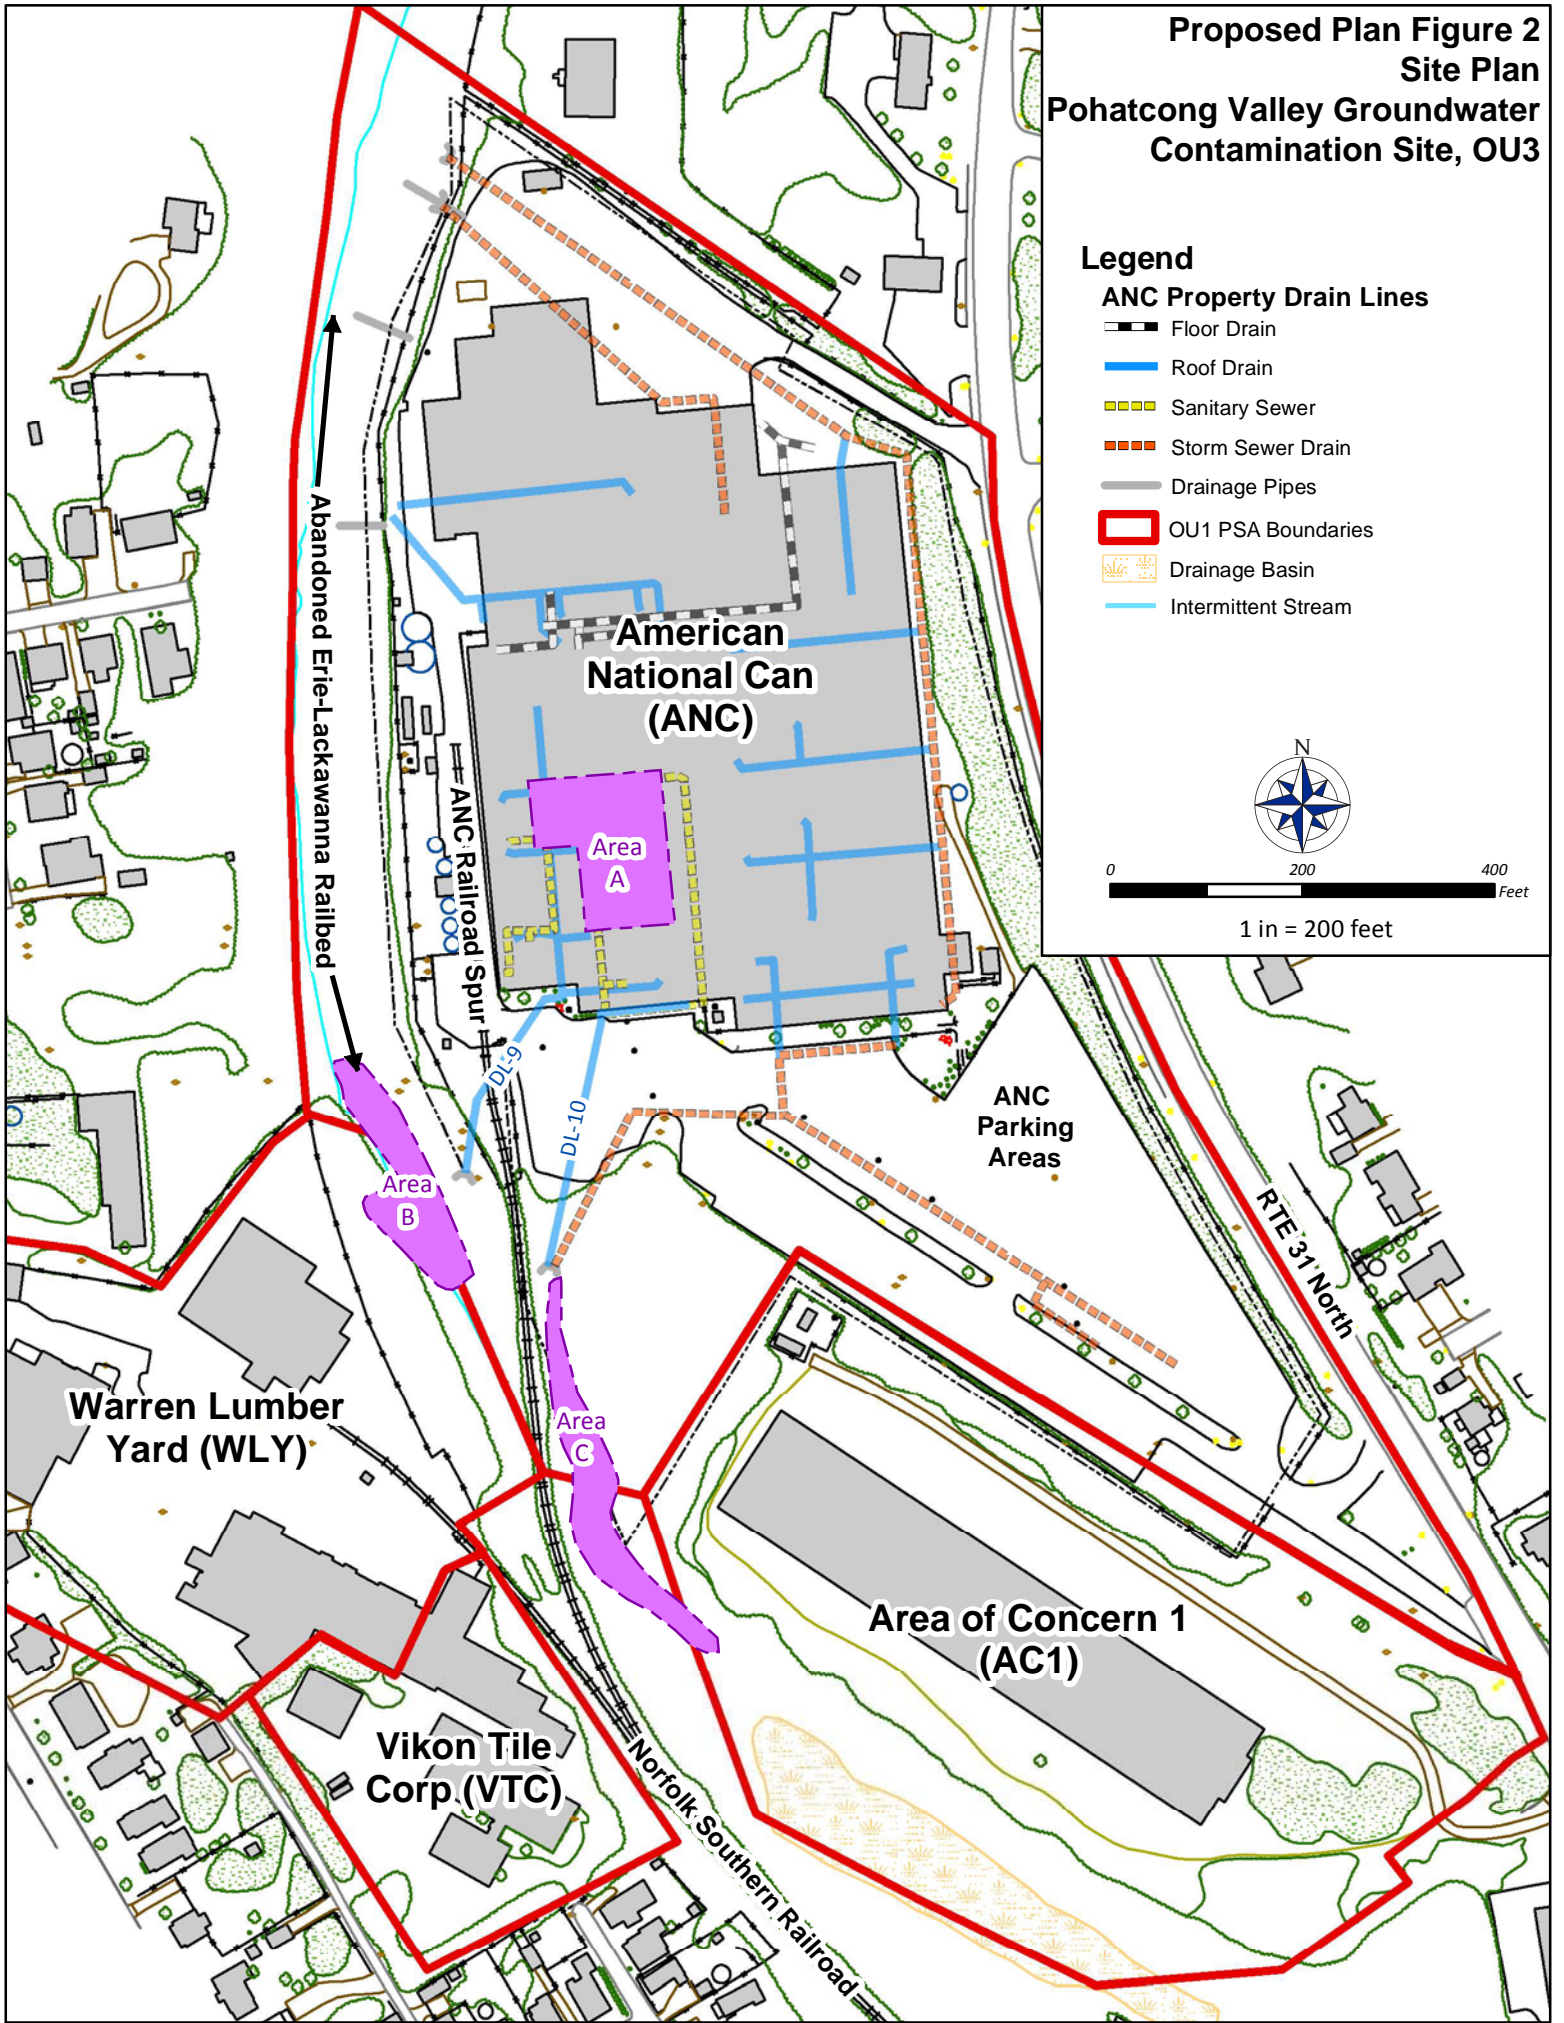 Proposed Plan Figure 2
Site Plan
Pohatcong Valley Groundwater
Contamination Site, OU3
Legend
ANC Property Drain Lines
Floor Drain
Roof Drain
Sanitary Sewer
Storm Sewer Drain
Drainage Pipes
OU1 PSA Boundaries
Drainage Basin
Intermittent Stream
N
0 200 400
Feet
1 in = 200 feet
Abandoned Erie-Lackawanna Railbed
American
National Can
(ANC)
ANC Railroad Spur
Area
A
DL-9
DL-10
ANC
Parking
Areas
Area
B
RTE 31 North
Warren Lumber
Yard (WLY)
Area
C
Area of Concern 1
(AC1)
Vikon Tile
Corp (VTC)
Norfolk Southern Railroad